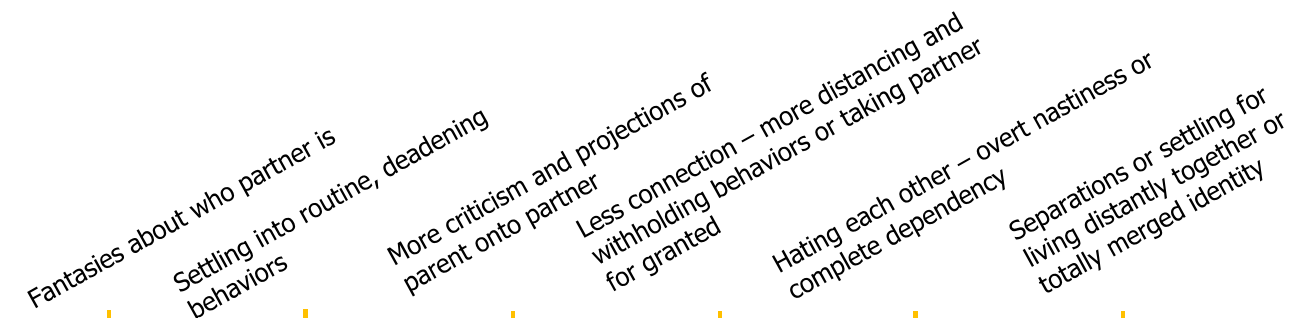 Fantasies about who partner is
Settling into routine, deadening
behaviors
More criticism and projections of
parent onto partner
Less connection – more distancing and
withholding behaviors or taking partner
for granted
Hating each other – overt nastiness or
complete dependency
Separations or settling for
living distantly together or
totally merged identity